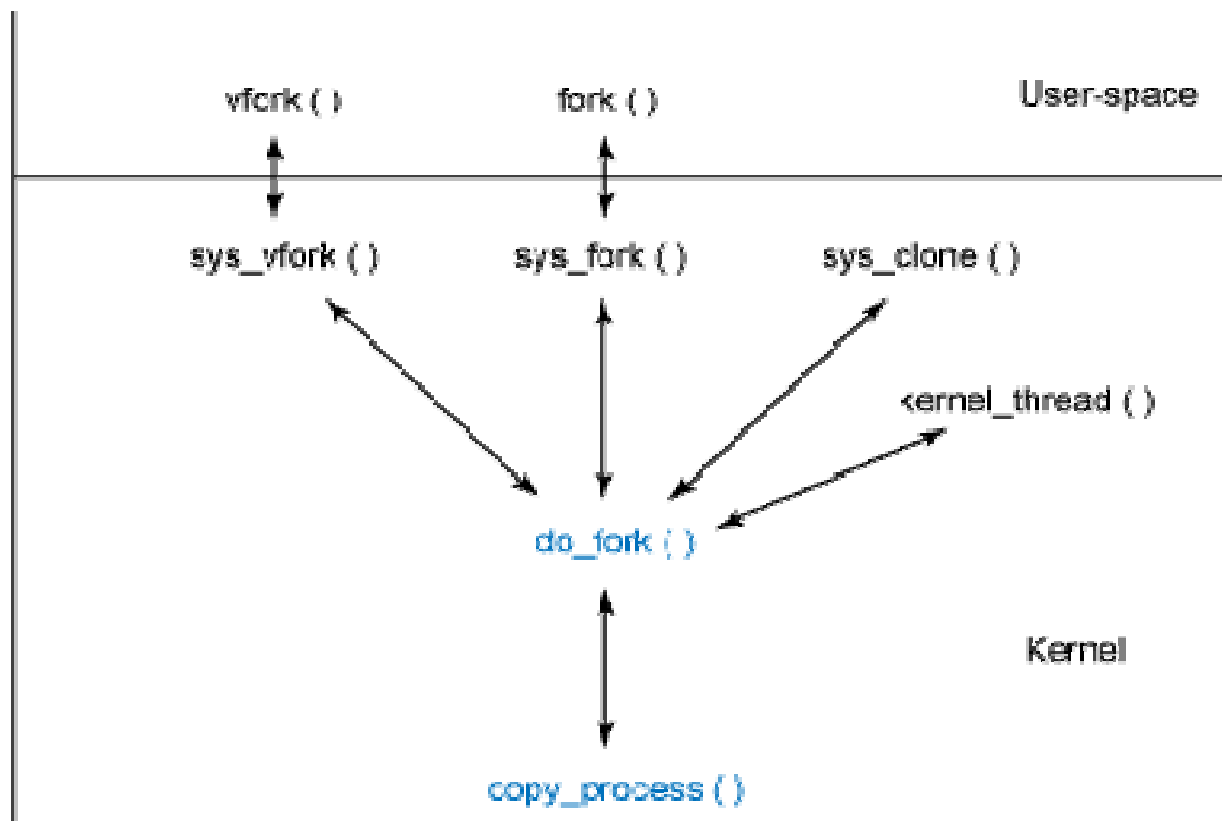 vfork ( )
fork ( )
User-space
sys_vfork ( )
sys_fork ( )
sys_clone ( )
kernel_thread ( )
do_fork ( )
Kernel
copy_process ( )